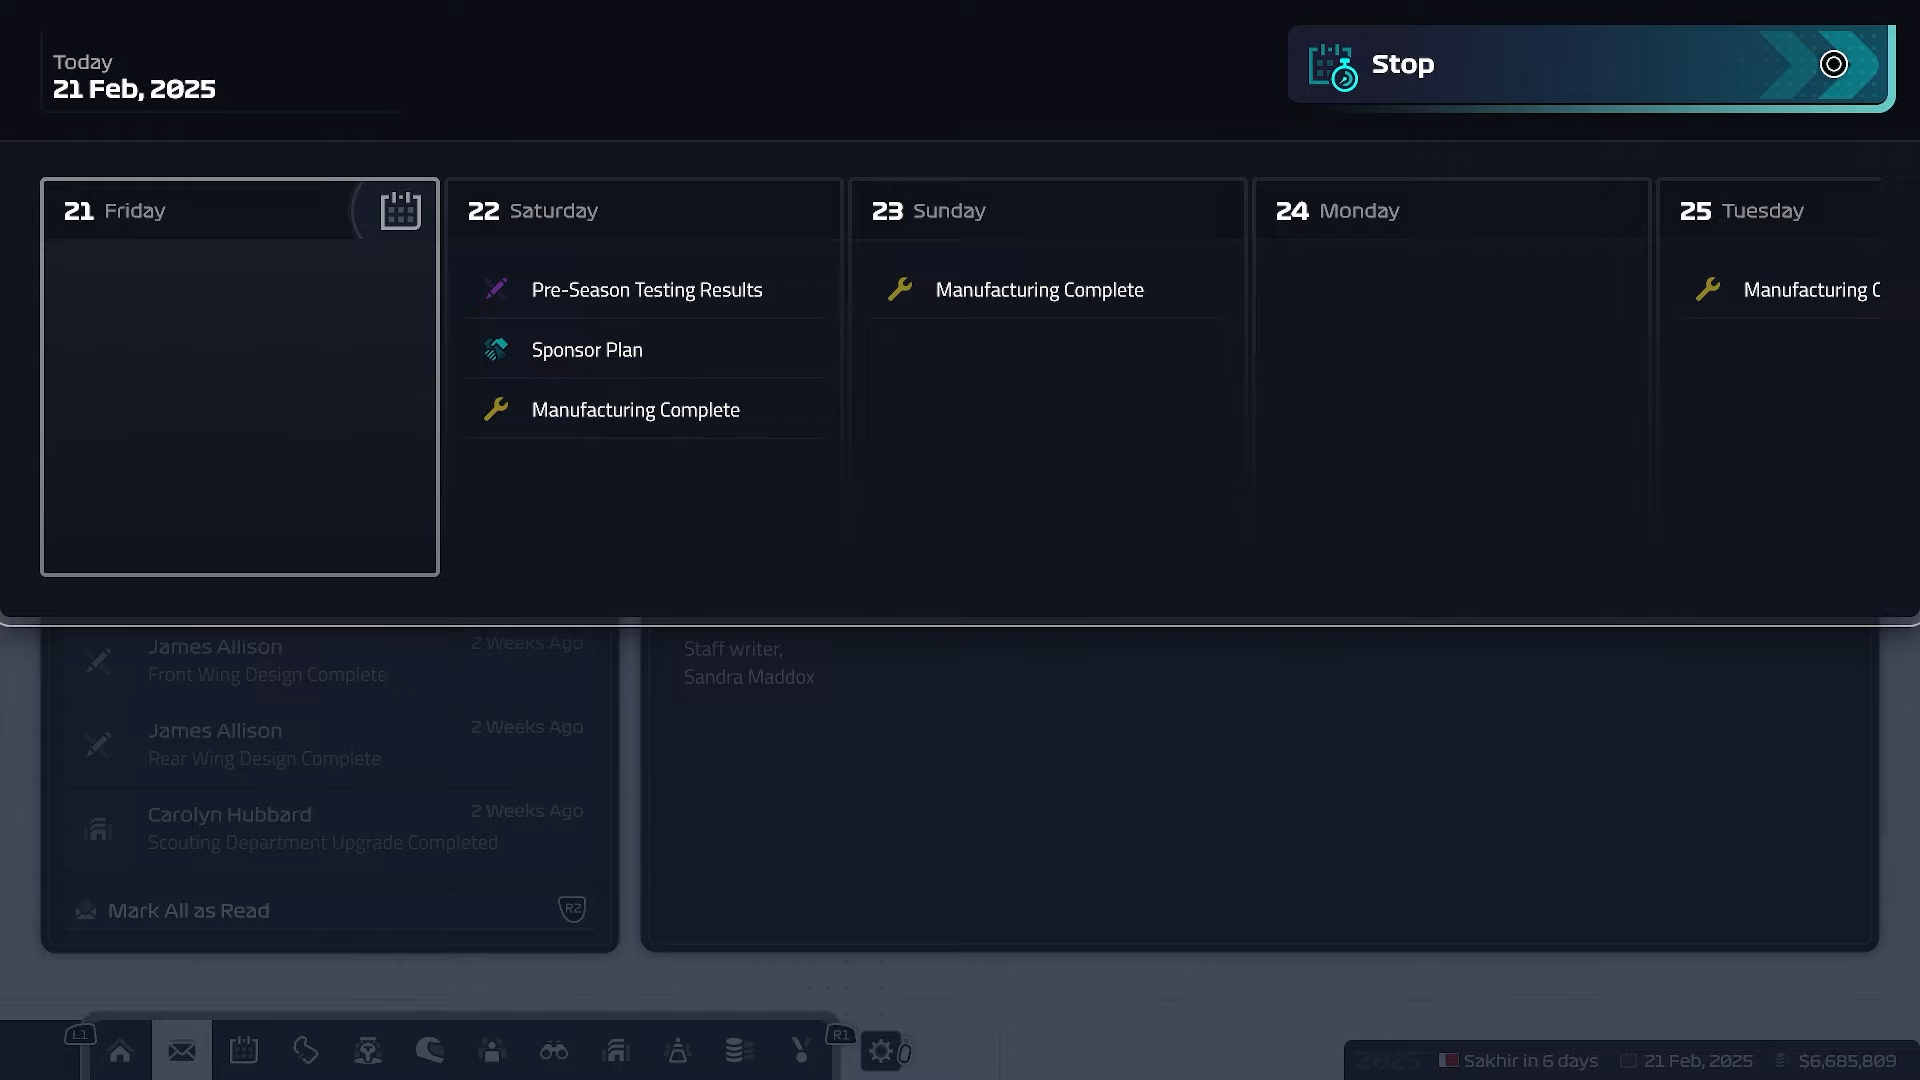 Today
21 Feb, 2025
Stop
21 Friday
22 Saturday
Pre-Season Testing Results
Sponsor Plan
Manufacturing Complete
23 Sunday
Manufacturing Complete
24 Monday
25 Tuesday
Manufacturing C
James Allison
2 Weeks Ago
Front Wing Design Complete
James Allison
2 Weeks Ago
Rear Wing Design Complete
Carolyn Hubbard
2 Weeks Ago
Scouting Department Upgrade Completed
Mark All as Read
R2
Staff writer,
Sandra Maddox
L1
R1
2025
Sakhir in 6 days
21 Feb, 2025
$6,685,809